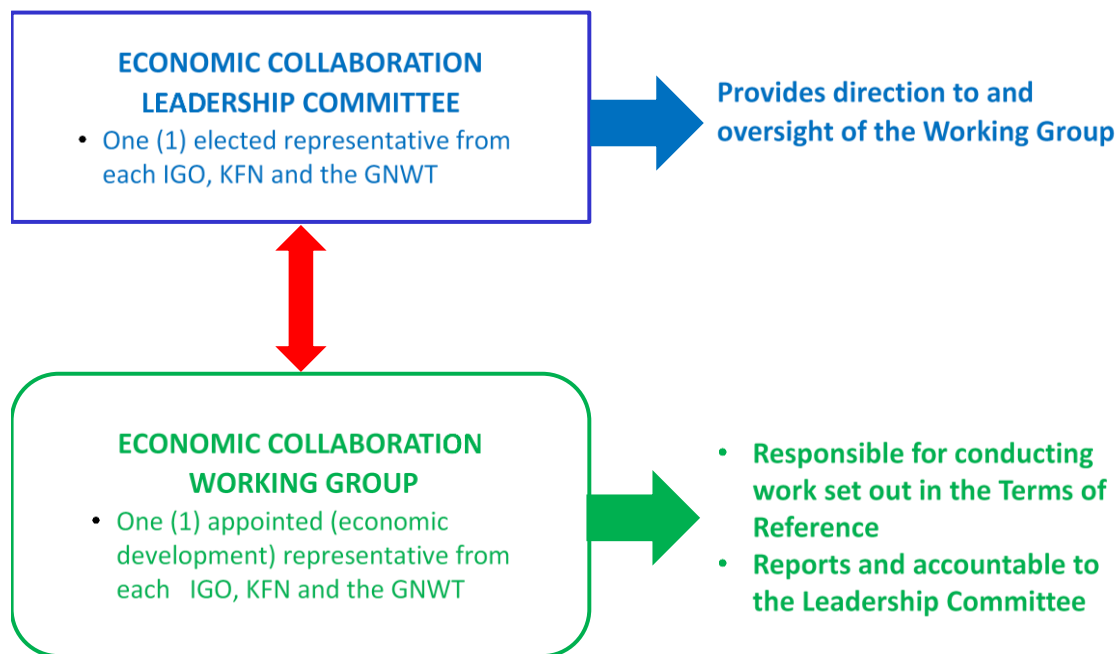 ECONOMIC COLLABORATION
LEADERSHIP COMMITTEE
• One (1) elected representative from
each IGO, KFN and the GNWT
Provides direction to and
oversight of the Working Group
ECONOMIC COLLABORATION
WORKING GROUP
• One (1) appointed (economic
development) representative from
each IGO, KFN and the GNWT
• Responsible for conducting
work set out in the Terms of
Reference
• Reports and accountable to
the Leadership Committee